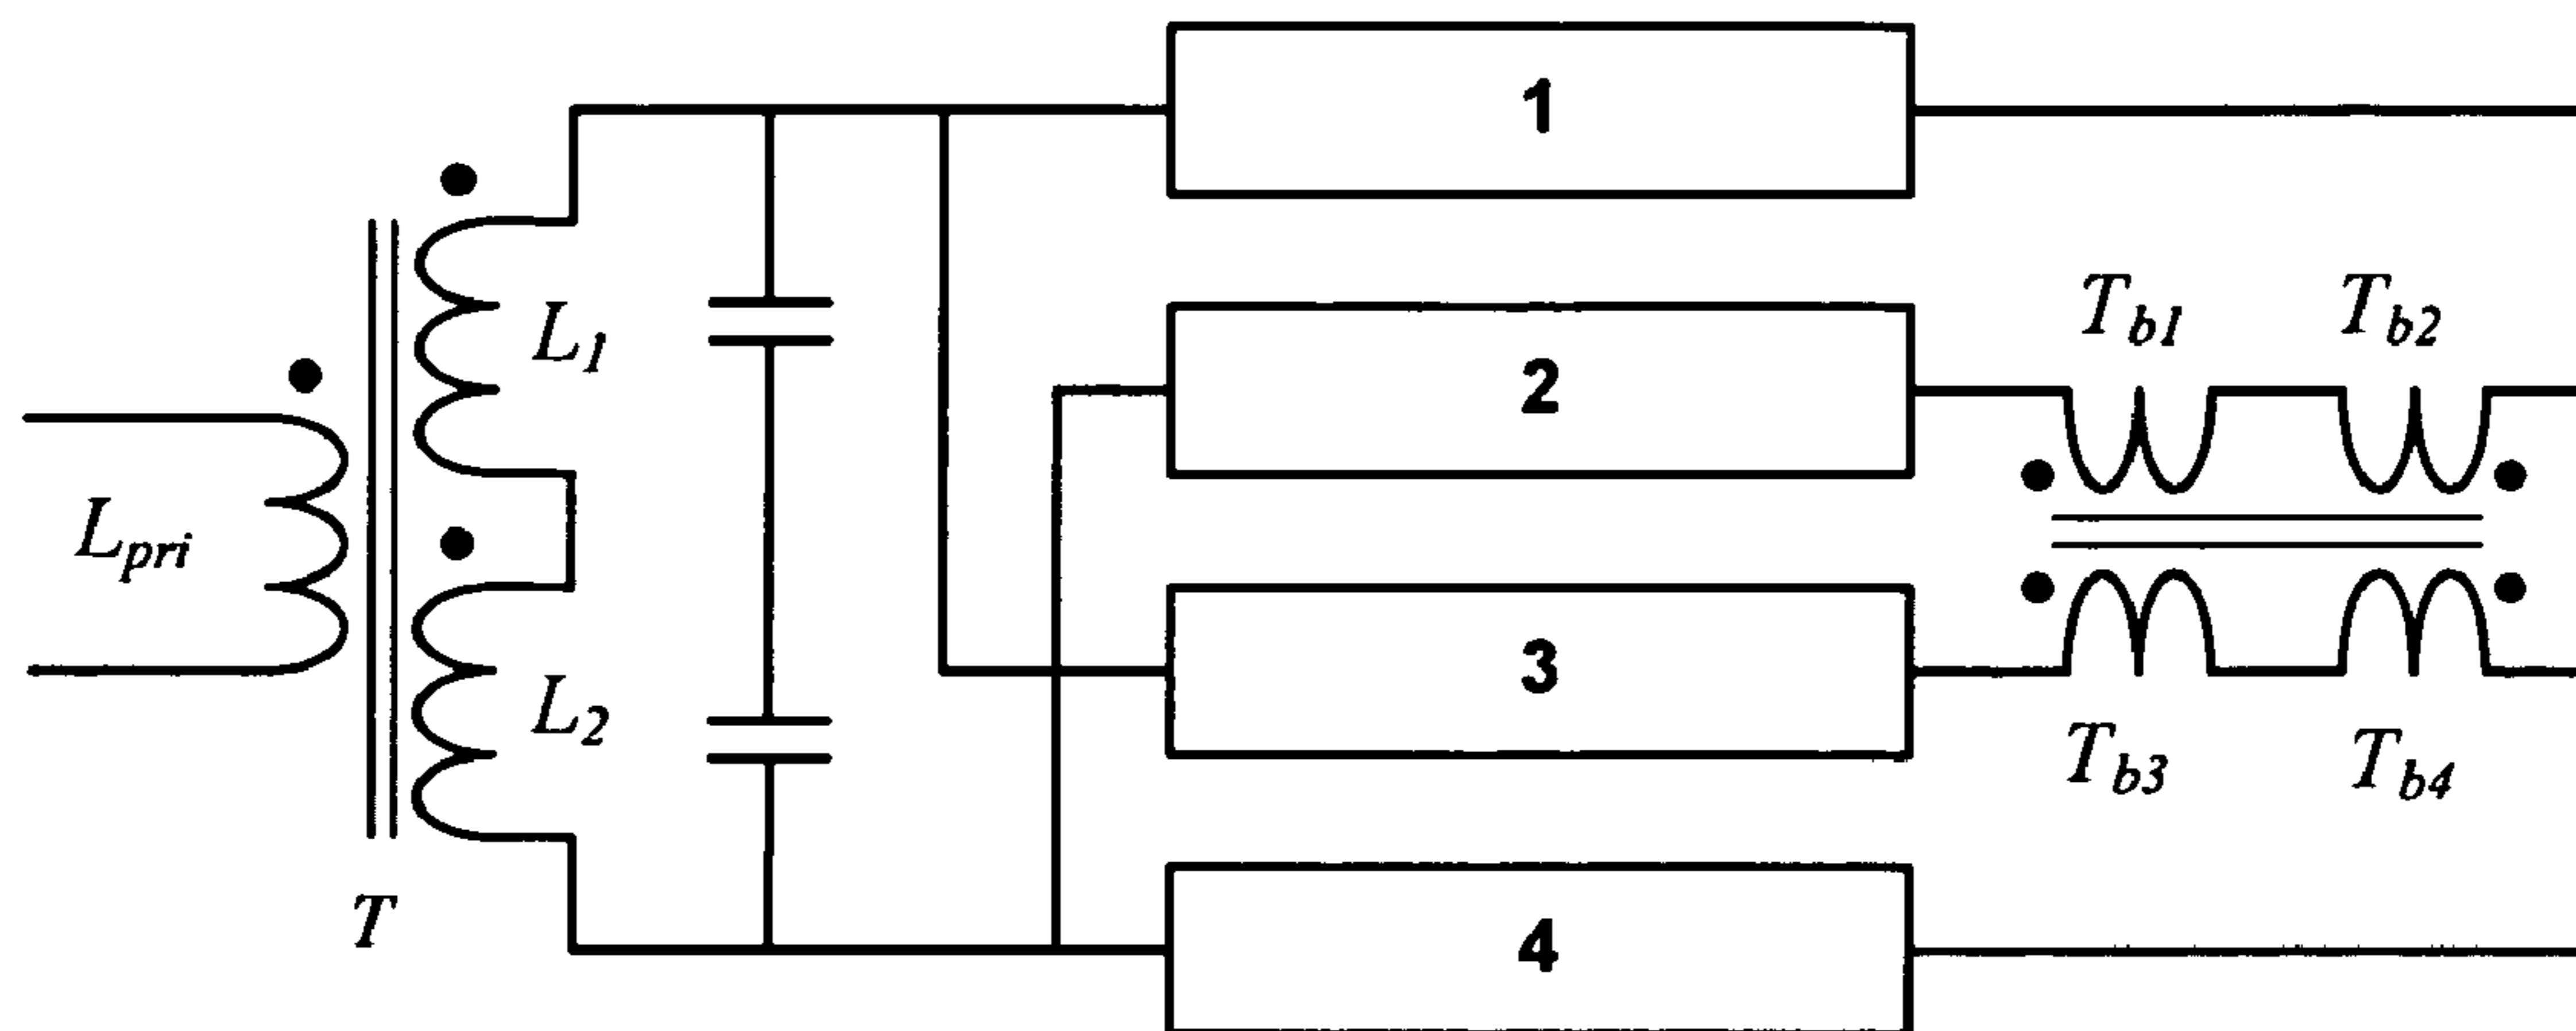 1
2
T_{b1} T_{b2}
L_1
L_{pri}
3
L_2
T_{b3} T_{b4}
T
4